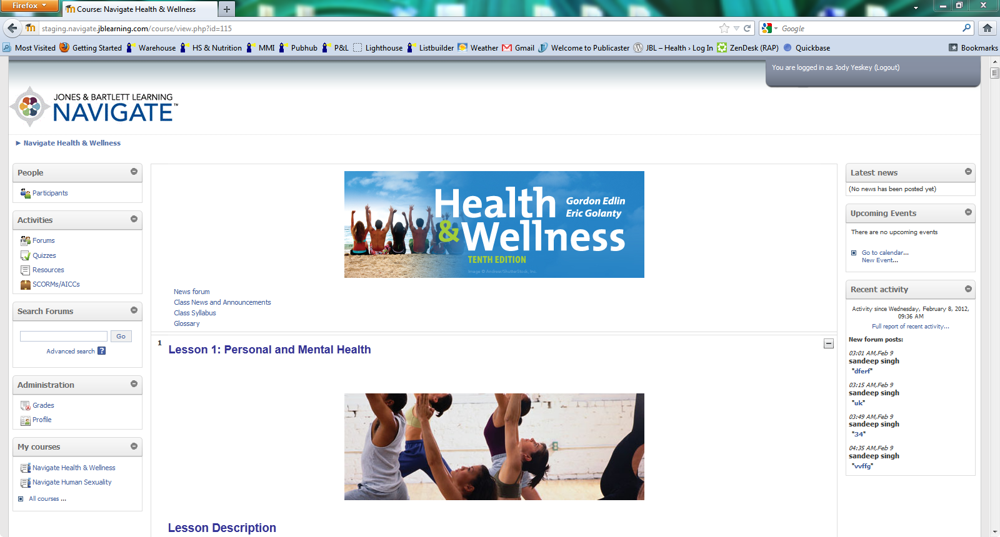 Firefox
Course: Navigate Health & Wellness
staging.navigate.jblearning.com/course/view.php?id=115
Google
Most Visited Getting Started Warehouse HS & Nutrition MMI Pubhub P&L Lighthouse Listbuilder Weather Gmail Welcome to Publicaster JBL – Health › Log In ZenDesk (RAP) Quickbase Bookmarks
You are logged in as Jody Yeskey (Logout)
JONES & BARTLETT LEARNING
NAVIGATE™
Navigate Health & Wellness
People
Participants
Activities
Forums
Quizzes
Resources
SCORMs/AICCs
Search Forums
Go
Advanced search ?
Administration
Grades
Profile
My courses
Navigate Health & Wellness
Navigate Human Sexuality
All courses ...
Health
& Wellness
Gordon Edlin
Eric Golanty
TENTH EDITION
Image © Andrew/ShutterStock, Inc.
News forum
Class News and Announcements
Class Syllabus
Glossary
1
Lesson 1: Personal and Mental Health
Lesson Description
Latest news
(No news has been posted yet)
Upcoming Events
There are no upcoming events
Go to calendar...
New Event...
Recent activity
Activity since Wednesday, February 8, 2012,
09:36 AM
Full report of recent activity...
New forum posts:
03:01 AM,Feb 9
sandeep singh
"dferf"
03:15 AM,Feb 9
sandeep singh
"uk"
03:49 AM,Feb 9
sandeep singh
"34"
04:35 AM,Feb 9
sandeep singh
"vvffg"